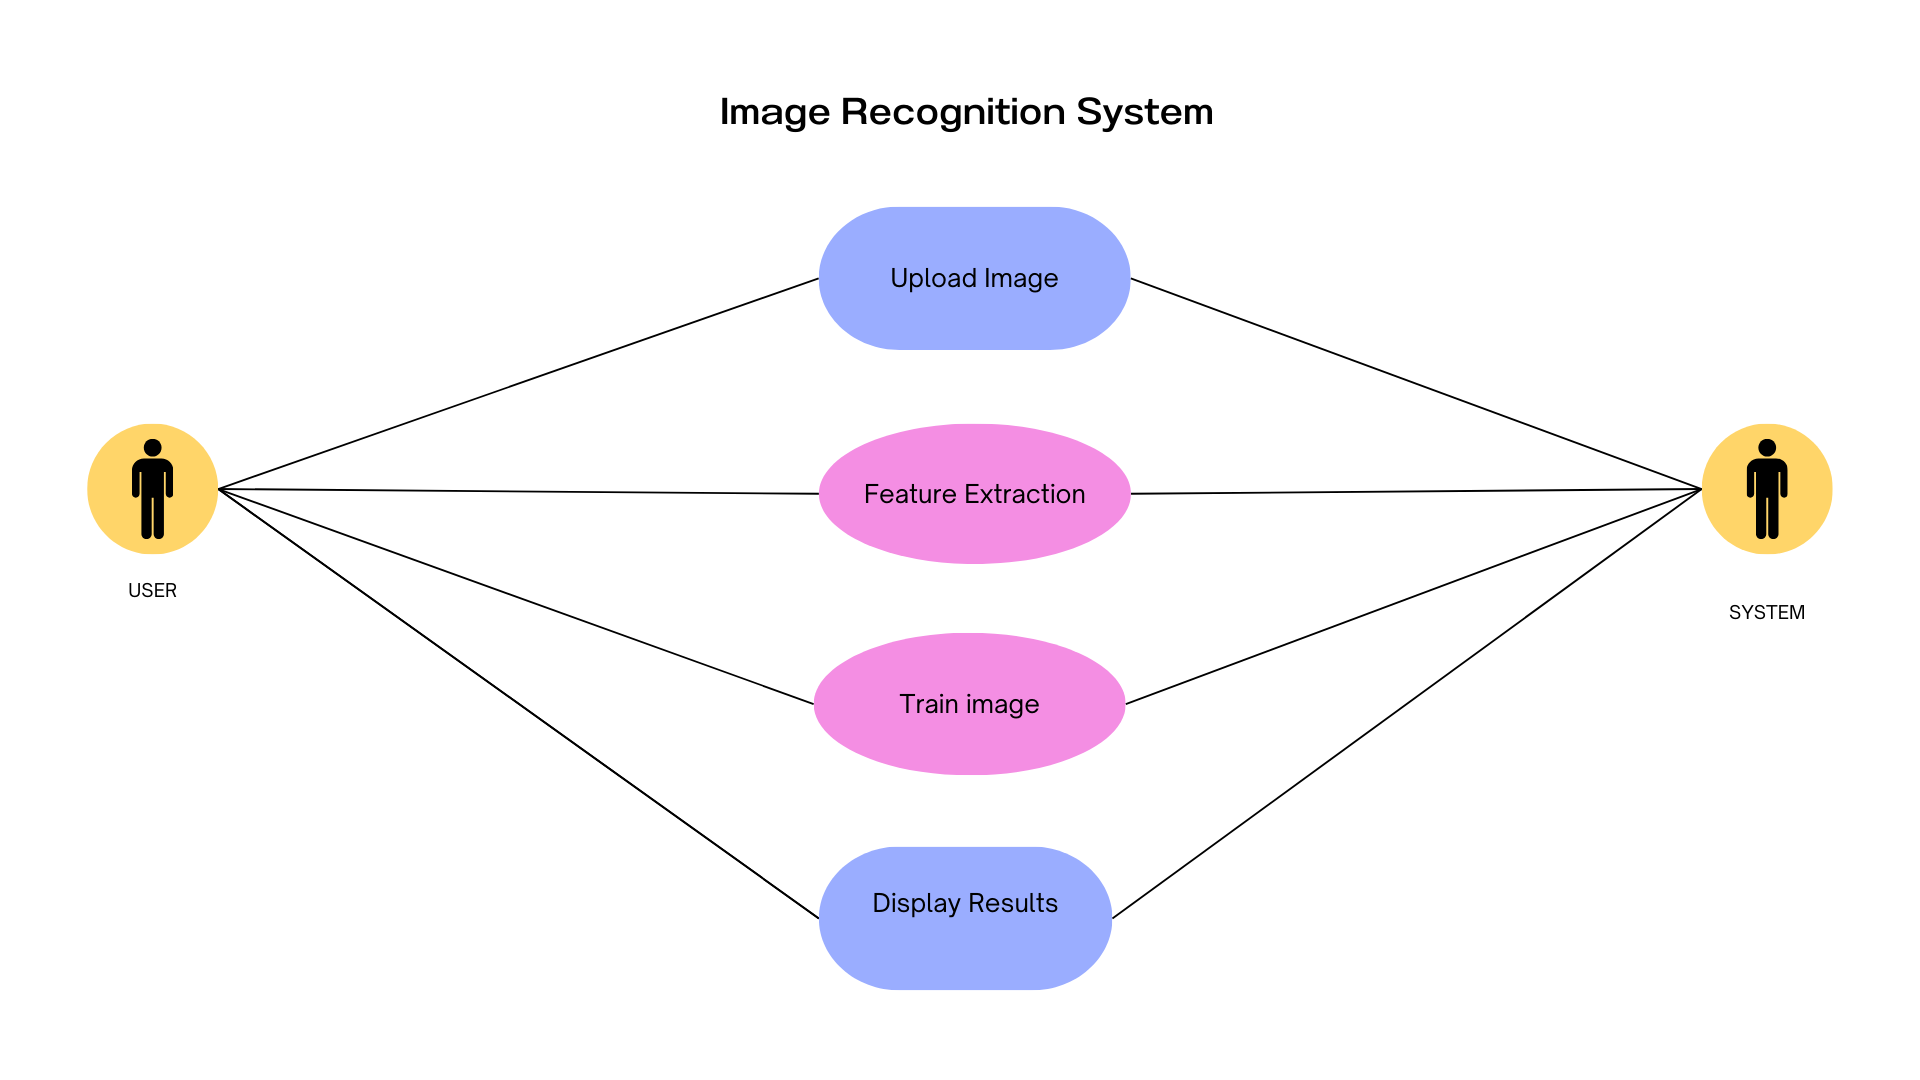 Image Recognition System
Upload Image
Feature Extraction
USER
SYSTEM
Train image
Display Results